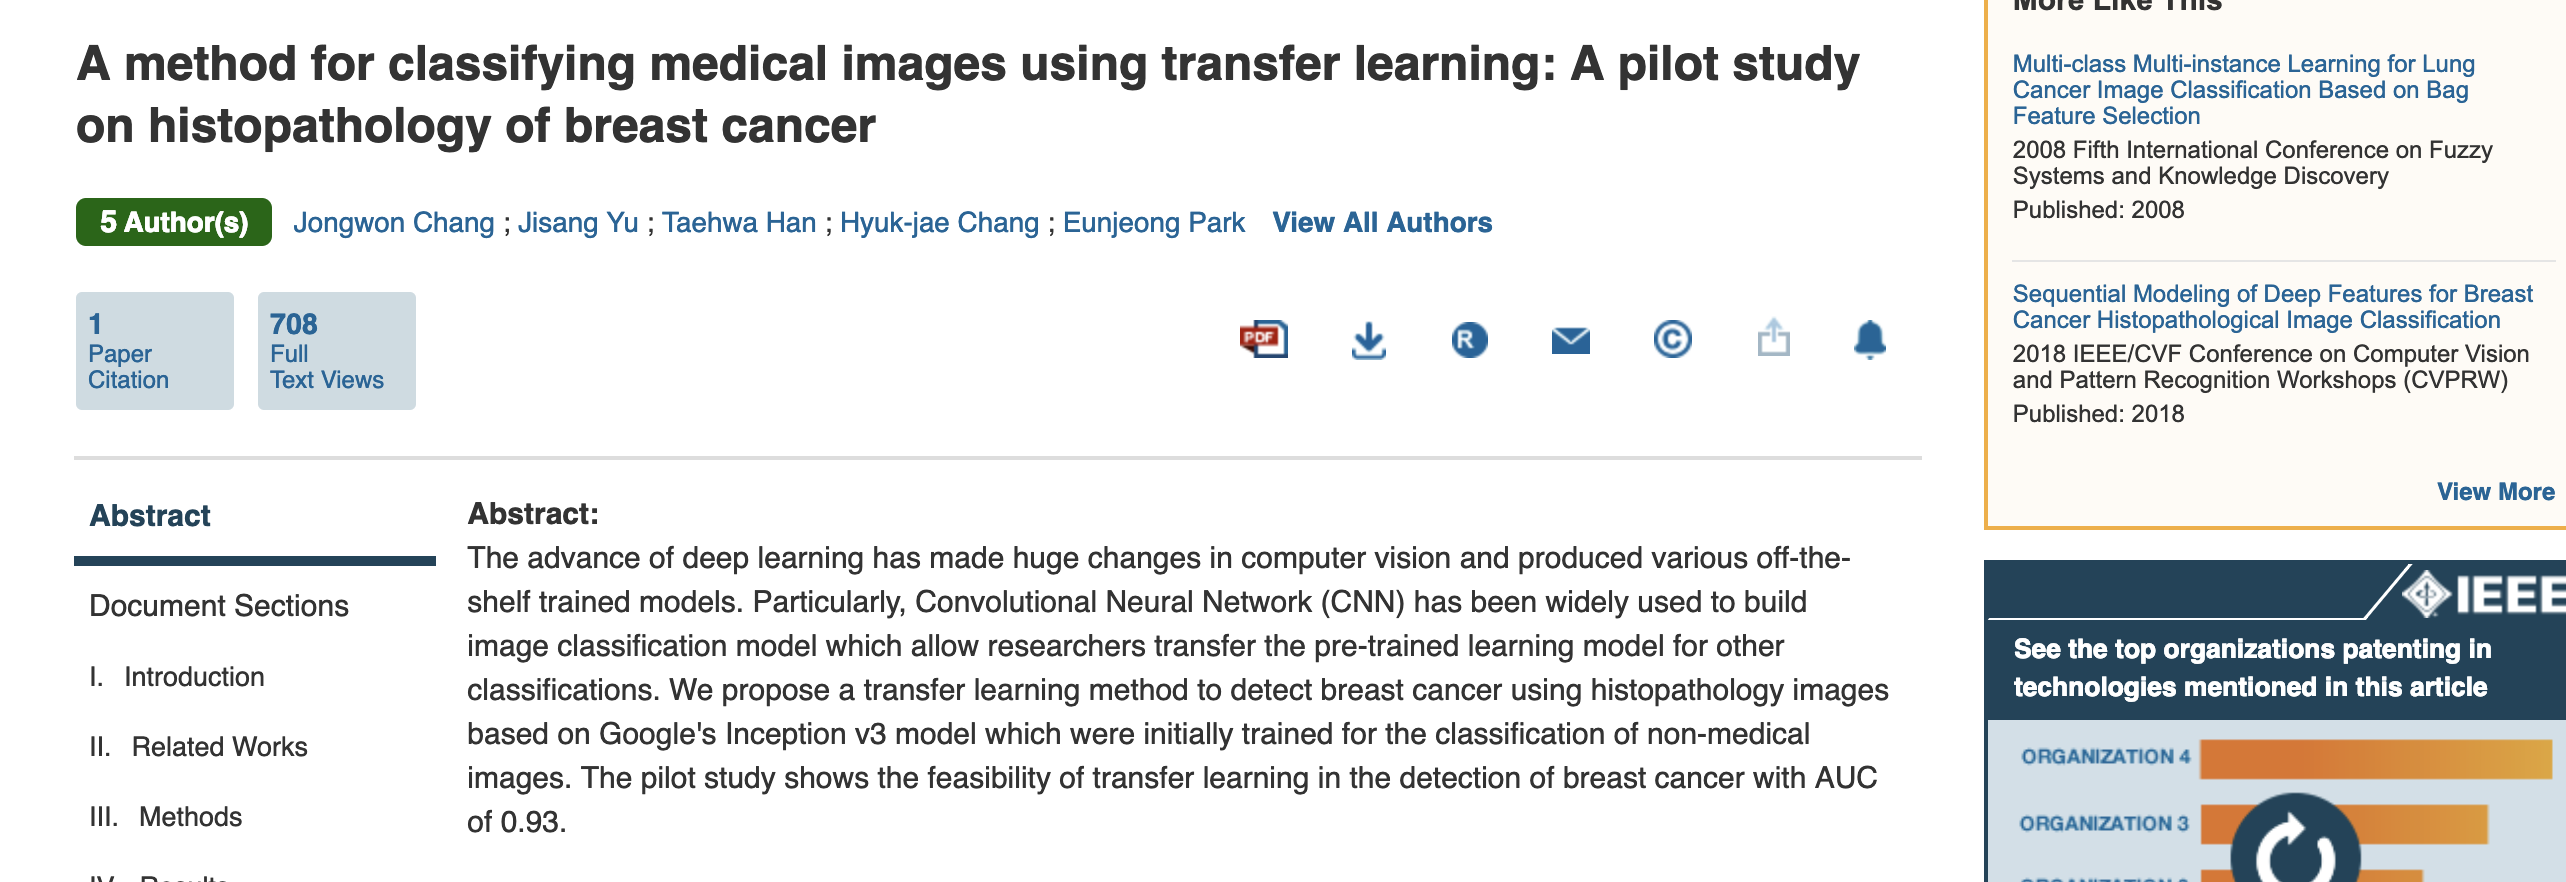 A method for classifying medical images using transfer learning: A pilot study
on histopathology of breast cancer
5 Author(s) Jongwon Chang ; Jisang Yu ; Taehwa Han ; Hyuk-jae Chang ; Eunjeong Park View All Authors
1
Paper
Citation
708
Full
Text Views
PDF
R
©
Abstract
Document Sections
I. Introduction
II. Related Works
III. Methods
IV. Results
Abstract:
The advance of deep learning has made huge changes in computer vision and produced various off-the-
shelf trained models. Particularly, Convolutional Neural Network (CNN) has been widely used to build
image classification model which allow researchers transfer the pre-trained learning model for other
classifications. We propose a transfer learning method to detect breast cancer using histopathology images
based on Google's Inception v3 model which were initially trained for the classification of non-medical
images. The pilot study shows the feasibility of transfer learning in the detection of breast cancer with AUC
of 0.93.
More Like This
Multi-class Multi-instance Learning for Lung
Cancer Image Classification Based on Bag
Feature Selection
2008 Fifth International Conference on Fuzzy
Systems and Knowledge Discovery
Published: 2008
Sequential Modeling of Deep Features for Breast
Cancer Histopathological Image Classification
2018 IEEE/CVF Conference on Computer Vision
and Pattern Recognition Workshops (CVPRW)
Published: 2018
View More
IEEE
See the top organizations patenting in
technologies mentioned in this article
ORGANIZATION 4
ORGANIZATION 3